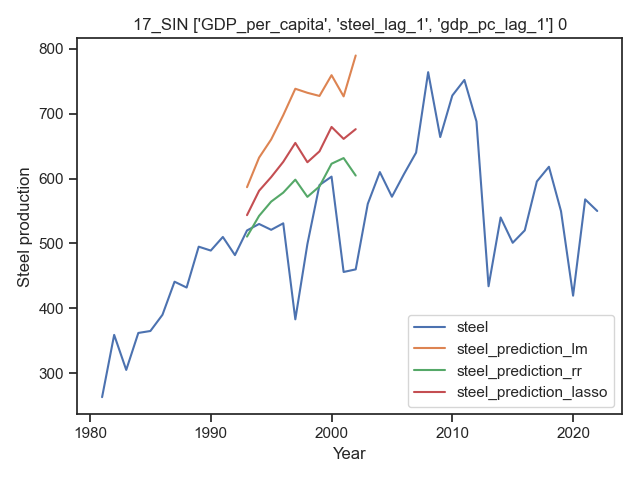 17_SIN ['GDP_per_capita', 'steel_lag_1', 'gdp_pc_lag_1'] 0
800
700
600
500
400
300
Steel production
1980
1990
2000
2010
2020
Year
steel
steel_prediction_lm
steel_prediction_rr
steel_prediction_lasso